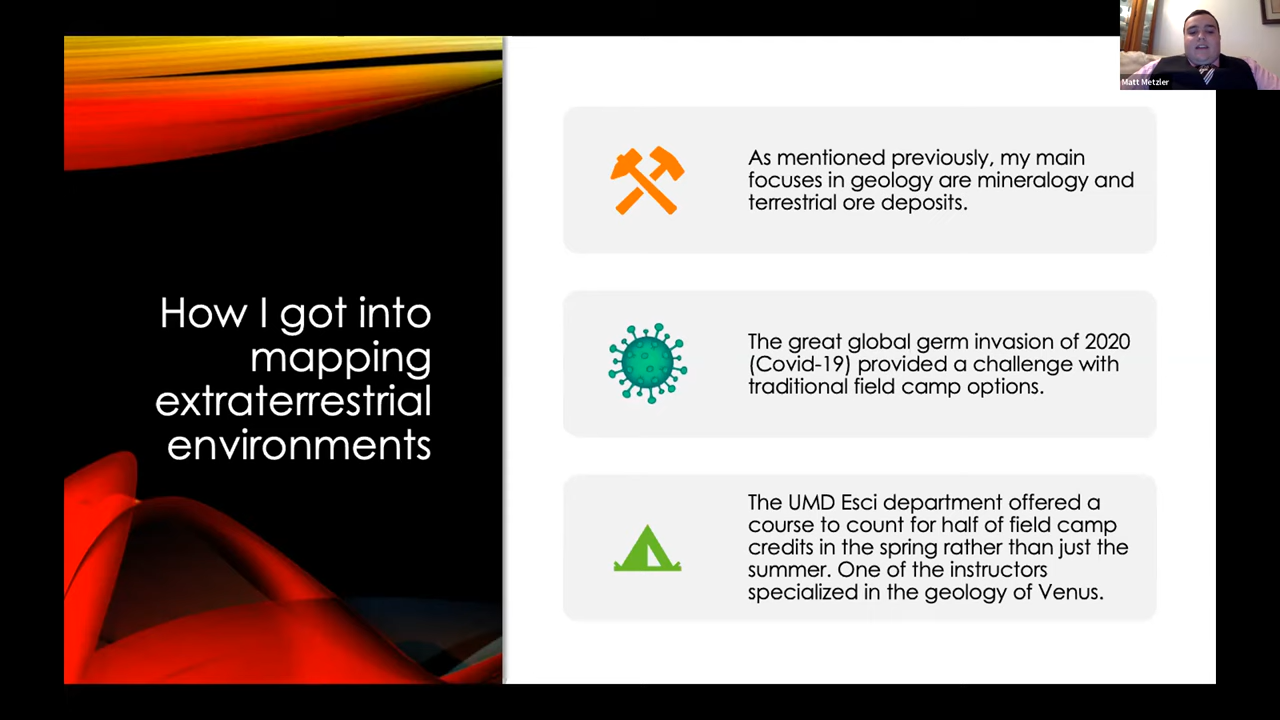 Matt Metzler
How I got into
mapping
extraterrestrial
environments
As mentioned previously, my main
focuses in geology are mineralogy and
terrestrial ore deposits.
The great global germ invasion of 2020
(Covid-19) provided a challenge with
traditional field camp options.
The UMD Esci department offered a
course to count for half of field camp
credits in the spring rather than just the
summer. One of the instructors
specialized in the geology of Venus.